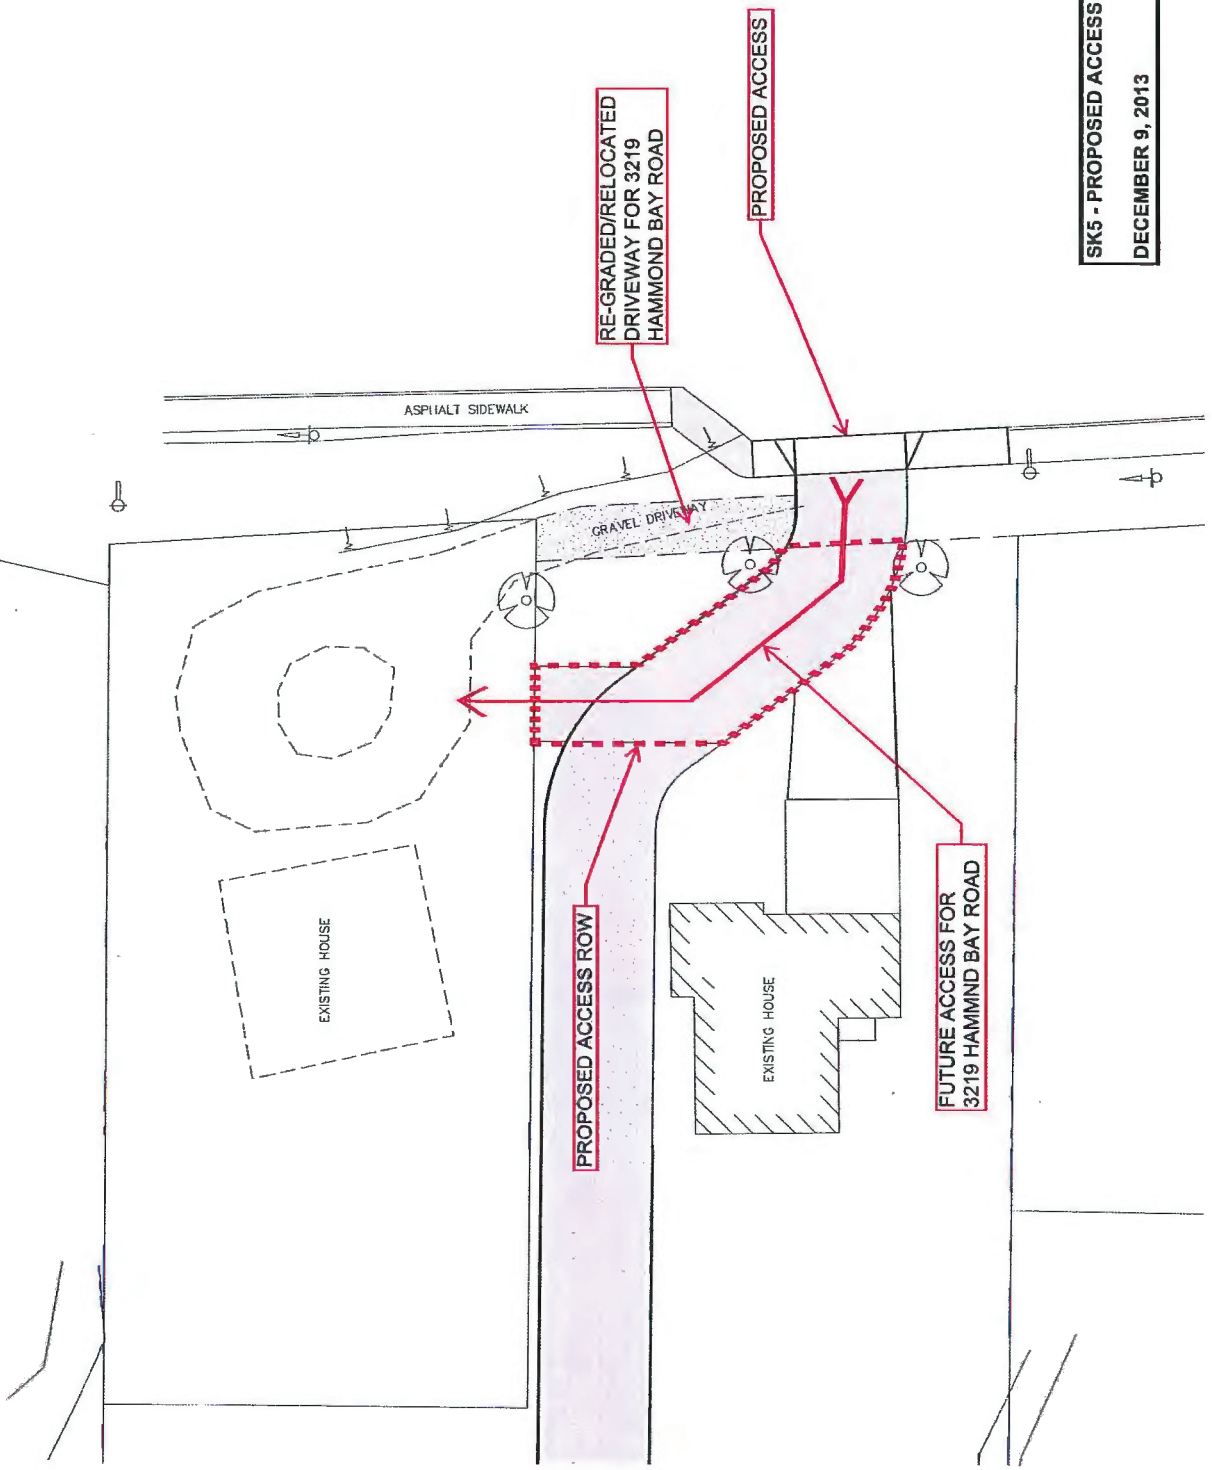 RE-GRADED/RELOCATED
DRIVEWAY FOR 3219
HAMMOND BAY ROAD
PROPOSED ACCESS
SK5 - PROPOSED ACCESS
DECEMBER 9, 2013
ASPHALT SIDEWALK
GRAVEL DRIVEWAY
EXISTING HOUSE
PROPOSED ACCESS ROW
EXISTING HOUSE
FUTURE ACCESS FOR
3219 HAMMND BAY ROAD